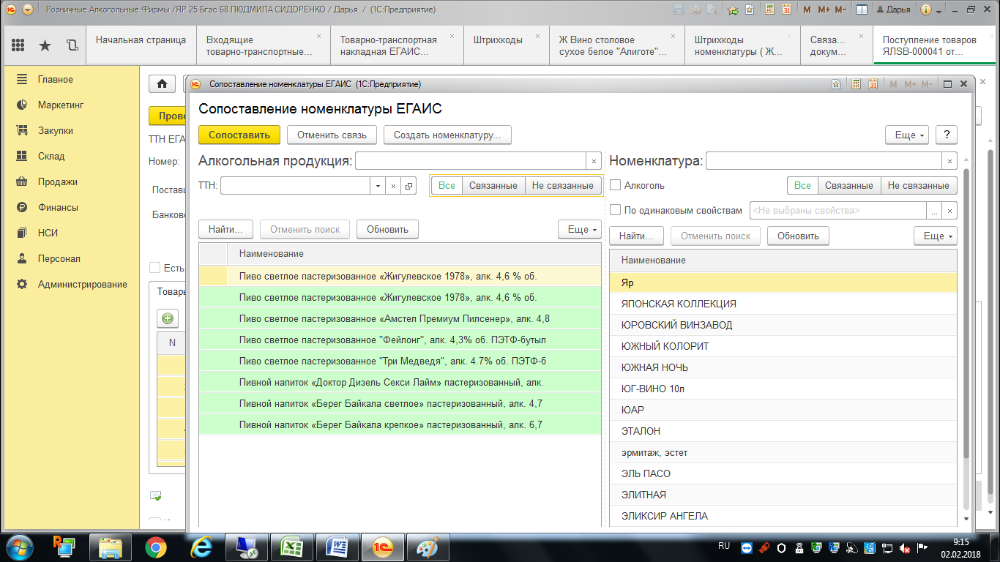 Розничные Алкогольные Фирмы /ЯР 25 Бгэс 68 ЛЮДМИЛА СИДОРЕНКО / Дарья / (1С:Предприятие)
M M+ M- Дарья
Начальная страница
Входящие
товарно-транспортные...
Товарно-транспортная
накладная ЕГАИС...
Штрихкоды
Ж Вино столовое
сухое белое "Алиготе"...
Штрихкоды
номенклатуры ( Ж...
Связа...
докум...
Поступление товаров
ЯЛSB-000041 от...
Главное
Маркетинг
Закупки
Склад
Продажи
Финансы
НСИ
Персонал
Администрирование
Прове
ТТН ЕГА
Номер:
Поставщ
Банково
Есть
Товары
N
Сопоставление номенклатуры ЕГАИС (1С:Предприятие)
M M+ M-
Сопоставление номенклатуры ЕГАИС
Сопоставить Отменить связь Создать номенклатуру... Еще ?
Алкогольная продукция:
ТТН: Все Связанные Не связанные
Найти... Отменить поиск Обновить Еще
Наименование
Пиво светлое пастеризованное «Жигулевское 1978», алк. 4,6 % об.
Пиво светлое пастеризованное «Жигулевское 1978», алк. 4,6 % об.
Пиво светлое пастеризованное «Амстел Премиум Пилсенер», алк. 4,8
Пиво светлое пастеризованное "Фейлонг", алк. 4,3% об. ПЭТФ-бутыл
Пиво светлое пастеризованное "Три Медведя", алк. 4.7% об. ПЭТФ-б
Пивной напиток «Доктор Дизель Секси Лайм» пастеризованный, алк.
Пивной напиток «Берег Байкала светлое» пастеризованный, алк. 4,7
Пивной напиток «Берег Байкала крепкое» пастеризованный, алк. 6,7
Номенклатура:
Алкоголь Все Связанные Не связанные
По одинаковым свойствам <Не выбраны свойства> ...
Найти... Отменить поиск Обновить Еще
Наименование
Яр
ЯПОНСКАЯ КОЛЛЕКЦИЯ
ЮРОВСКИЙ ВИНЗАВОД
ЮЖНЫЙ КОЛОРИТ
ЮЖНАЯ НОЧЬ
ЮГ-ВИНО 10л
ЮАР
ЭТАЛОН
эрмитаж, эстет
ЭЛЬ ПАСО
ЭЛИТНАЯ
ЭЛИКСИР АНГЕЛА
RU
9:15
02.02.2018